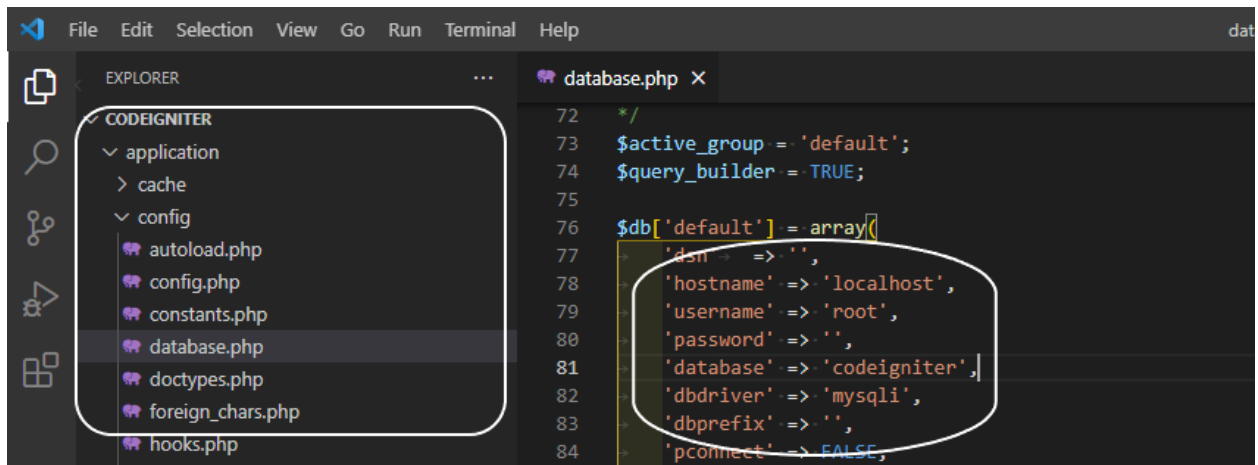 File Edit Selection View Go Run Terminal Help dat
EXPLORER ···
CODEIGNITER
application
cache
config
autoload.php
config.php
constants.php
database.php
doctypes.php
foreign_chars.php
hooks.php
database.php ×
72 */
73 $active_group = 'default';
74 $query_builder = TRUE;
75
76 $db['default'] = array(
77 'dsn' => '',
78 'hostname' => 'localhost',
79 'username' => 'root',
80 'password' => '',
81 'database' => 'codeigniter',
82 'dbdriver' => 'mysqli',
83 'dbprefix' => '',
84 'pconnect' => FALSE,